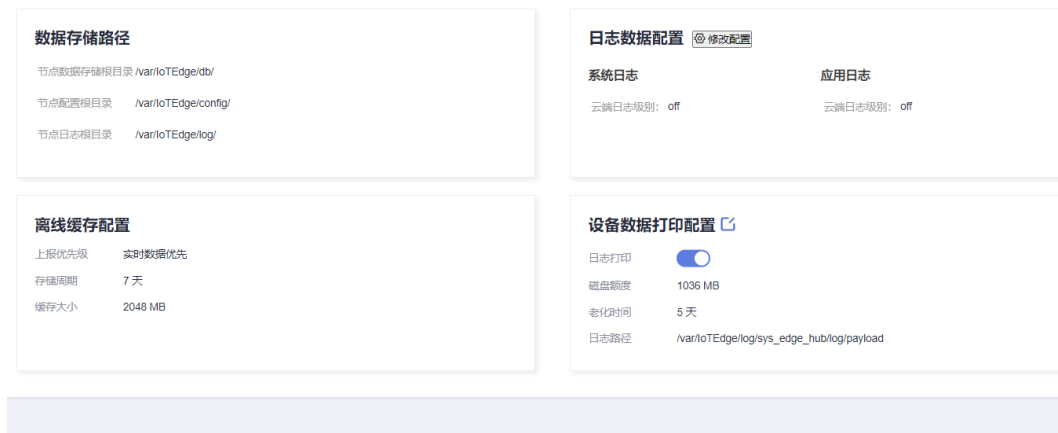 数据存储路径
节点数据存储根目录 /var/IoTEdge/db/
节点配置根目录 /var/IoTEdge/config/
节点日志根目录 /var/IoTEdge/log/
日志数据配置 修改配置
系统日志 应用日志
云端日志级别: off 云端日志级别: off
离线缓存配置
上报优先级 实时数据优先
存储周期 7 天
缓存大小 2048 MB
设备数据打印配置
日志打印
磁盘额度 1036 MB
老化时间 5 天
日志路径 /var/IoTEdge/log/sys_edge_hub/log/payload